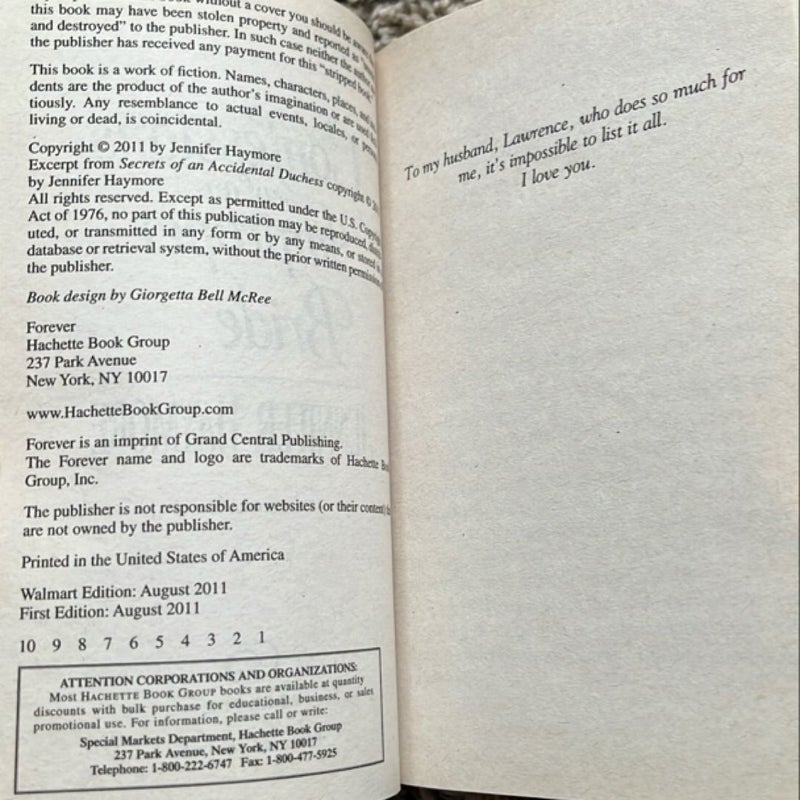 without a cover you should be
this book may have been stolen property and reported as
and destroyed” to the publisher. In such case neither the
the publisher has received any payment for this “stripped book.”
This book is a work of fiction. Names, characters, places, and
dents are the product of the author’s imagination or are used
tiously. Any resemblance to actual events, locales, or
living or dead, is coincidental.
Copyright © 2011 by Jennifer Haymore
Excerpt from Secrets of an Accidental Duchess copyright ©
by Jennifer Haymore
All rights reserved. Except as permitted under the U.S.
Act of 1976, no part of this publication may be reproduced,
uted, or transmitted in any form or by any means, or stored
database or retrieval system, without the prior written
the publisher.
Book design by Giorgetta Bell McRee
Forever
Hachette Book Group
237 Park Avenue
New York, NY 10017
www.HachetteBookGroup.com
Forever is an imprint of Grand Central Publishing.
The Forever name and logo are trademarks of Hachette
Group, Inc.
The publisher is not responsible for websites (or their content)
are not owned by the publisher.
Printed in the United States of America
Walmart Edition: August 2011
First Edition: August 2011
10 9 8 7 6 5 4 3 2 1
ATTENTION CORPORATIONS AND ORGANIZATIONS:
Most HACHETTE BOOK GROUP books are available at quantity
discounts with bulk purchase for educational, business, or sales
promotional use. For information, please call or write:
Special Markets Department, Hachette Book Group
237 Park Avenue, New York, NY 10017
Telephone: 1-800-222-6747 Fax: 1-800-477-5925
To my husband, Lawrence, who does so much for
me, it’s impossible to list it all.
I love you.